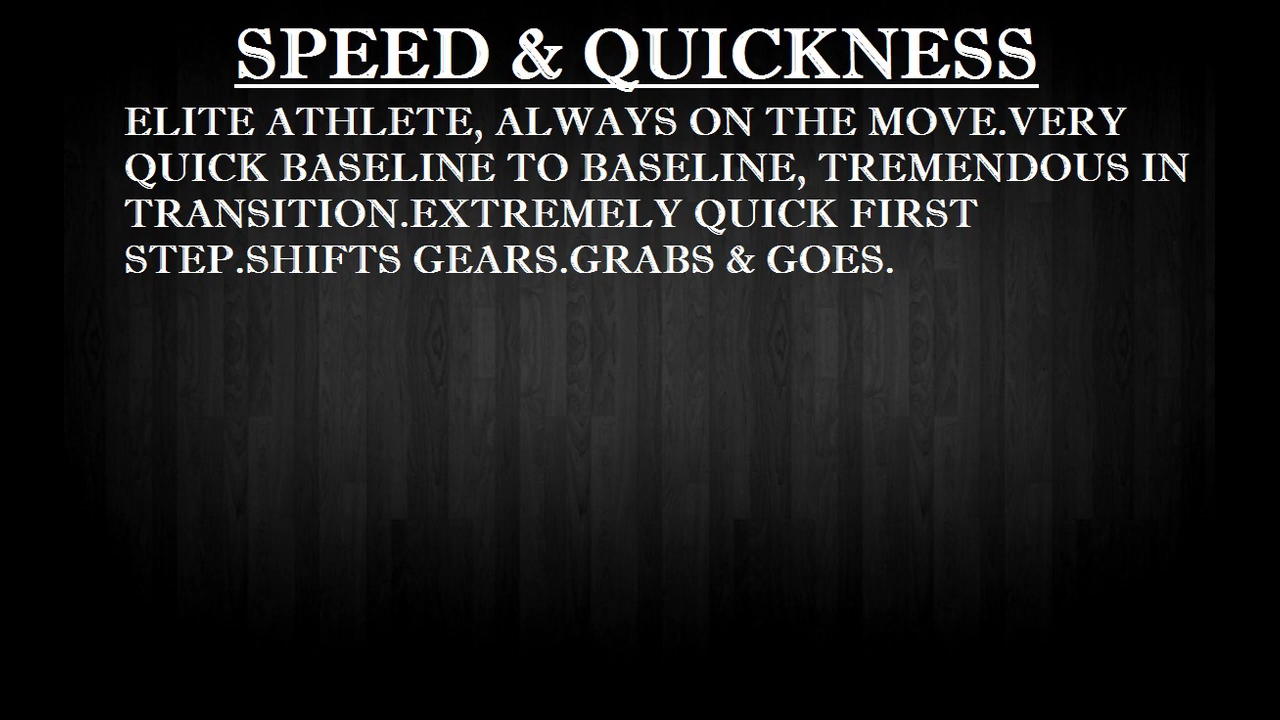 SPEED & QUICKNESS
ELITE ATHLETE, ALWAYS ON THE MOVE.VERY
QUICK BASELINE TO BASELINE, TREMENDOUS IN
TRANSITION.EXTREMELY QUICK FIRST
STEP.SHIFTS GEARS.GRABS & GOES.